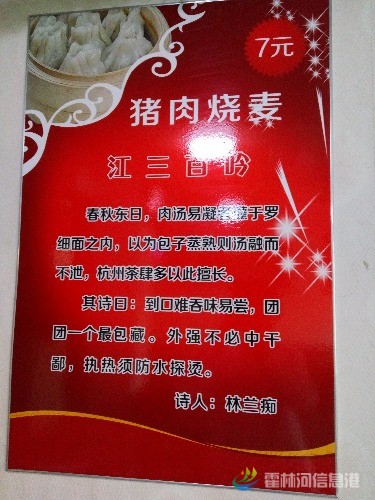 7元
猪肉烧麦
江三百吟
春秋东日，肉汤易凝 于罗
细面之内，以为包子蒸熟则汤融而
不泄，杭州茶肆多以此擅长。
其诗曰：到口难吞味易尝，团
团一个最包藏。外强不必中干
鄙，执热须防水探烫。
诗人：林兰痴
霍林河信息港